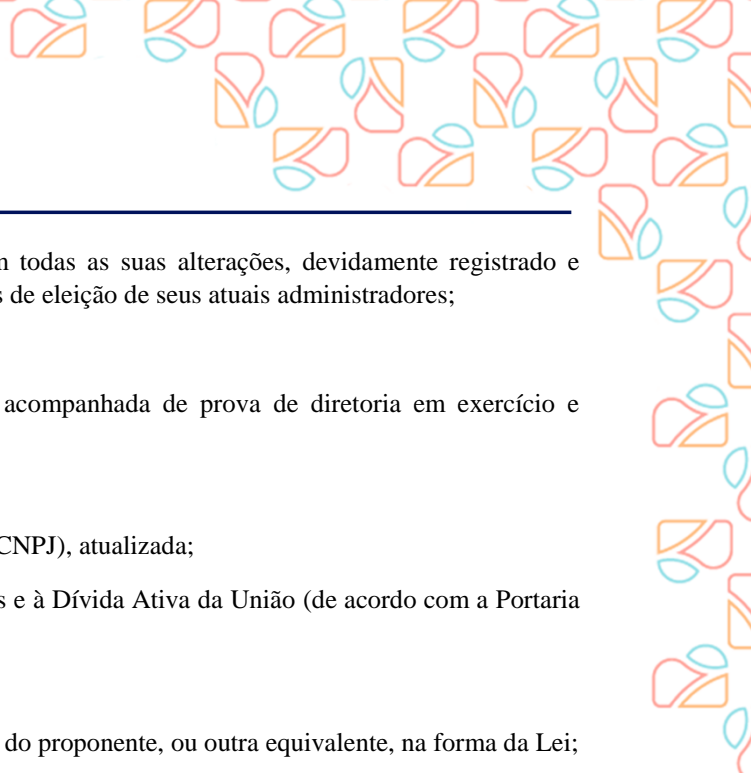 todas as suas alterações, devidamente registrado e
de eleição de seus atuais administradores;
acompanhada de prova de diretoria em exercício e
CNPJ), atualizada;
e à Dívida Ativa da União (de acordo com a Portaria
do proponente, ou outra equivalente, na forma da Lei;